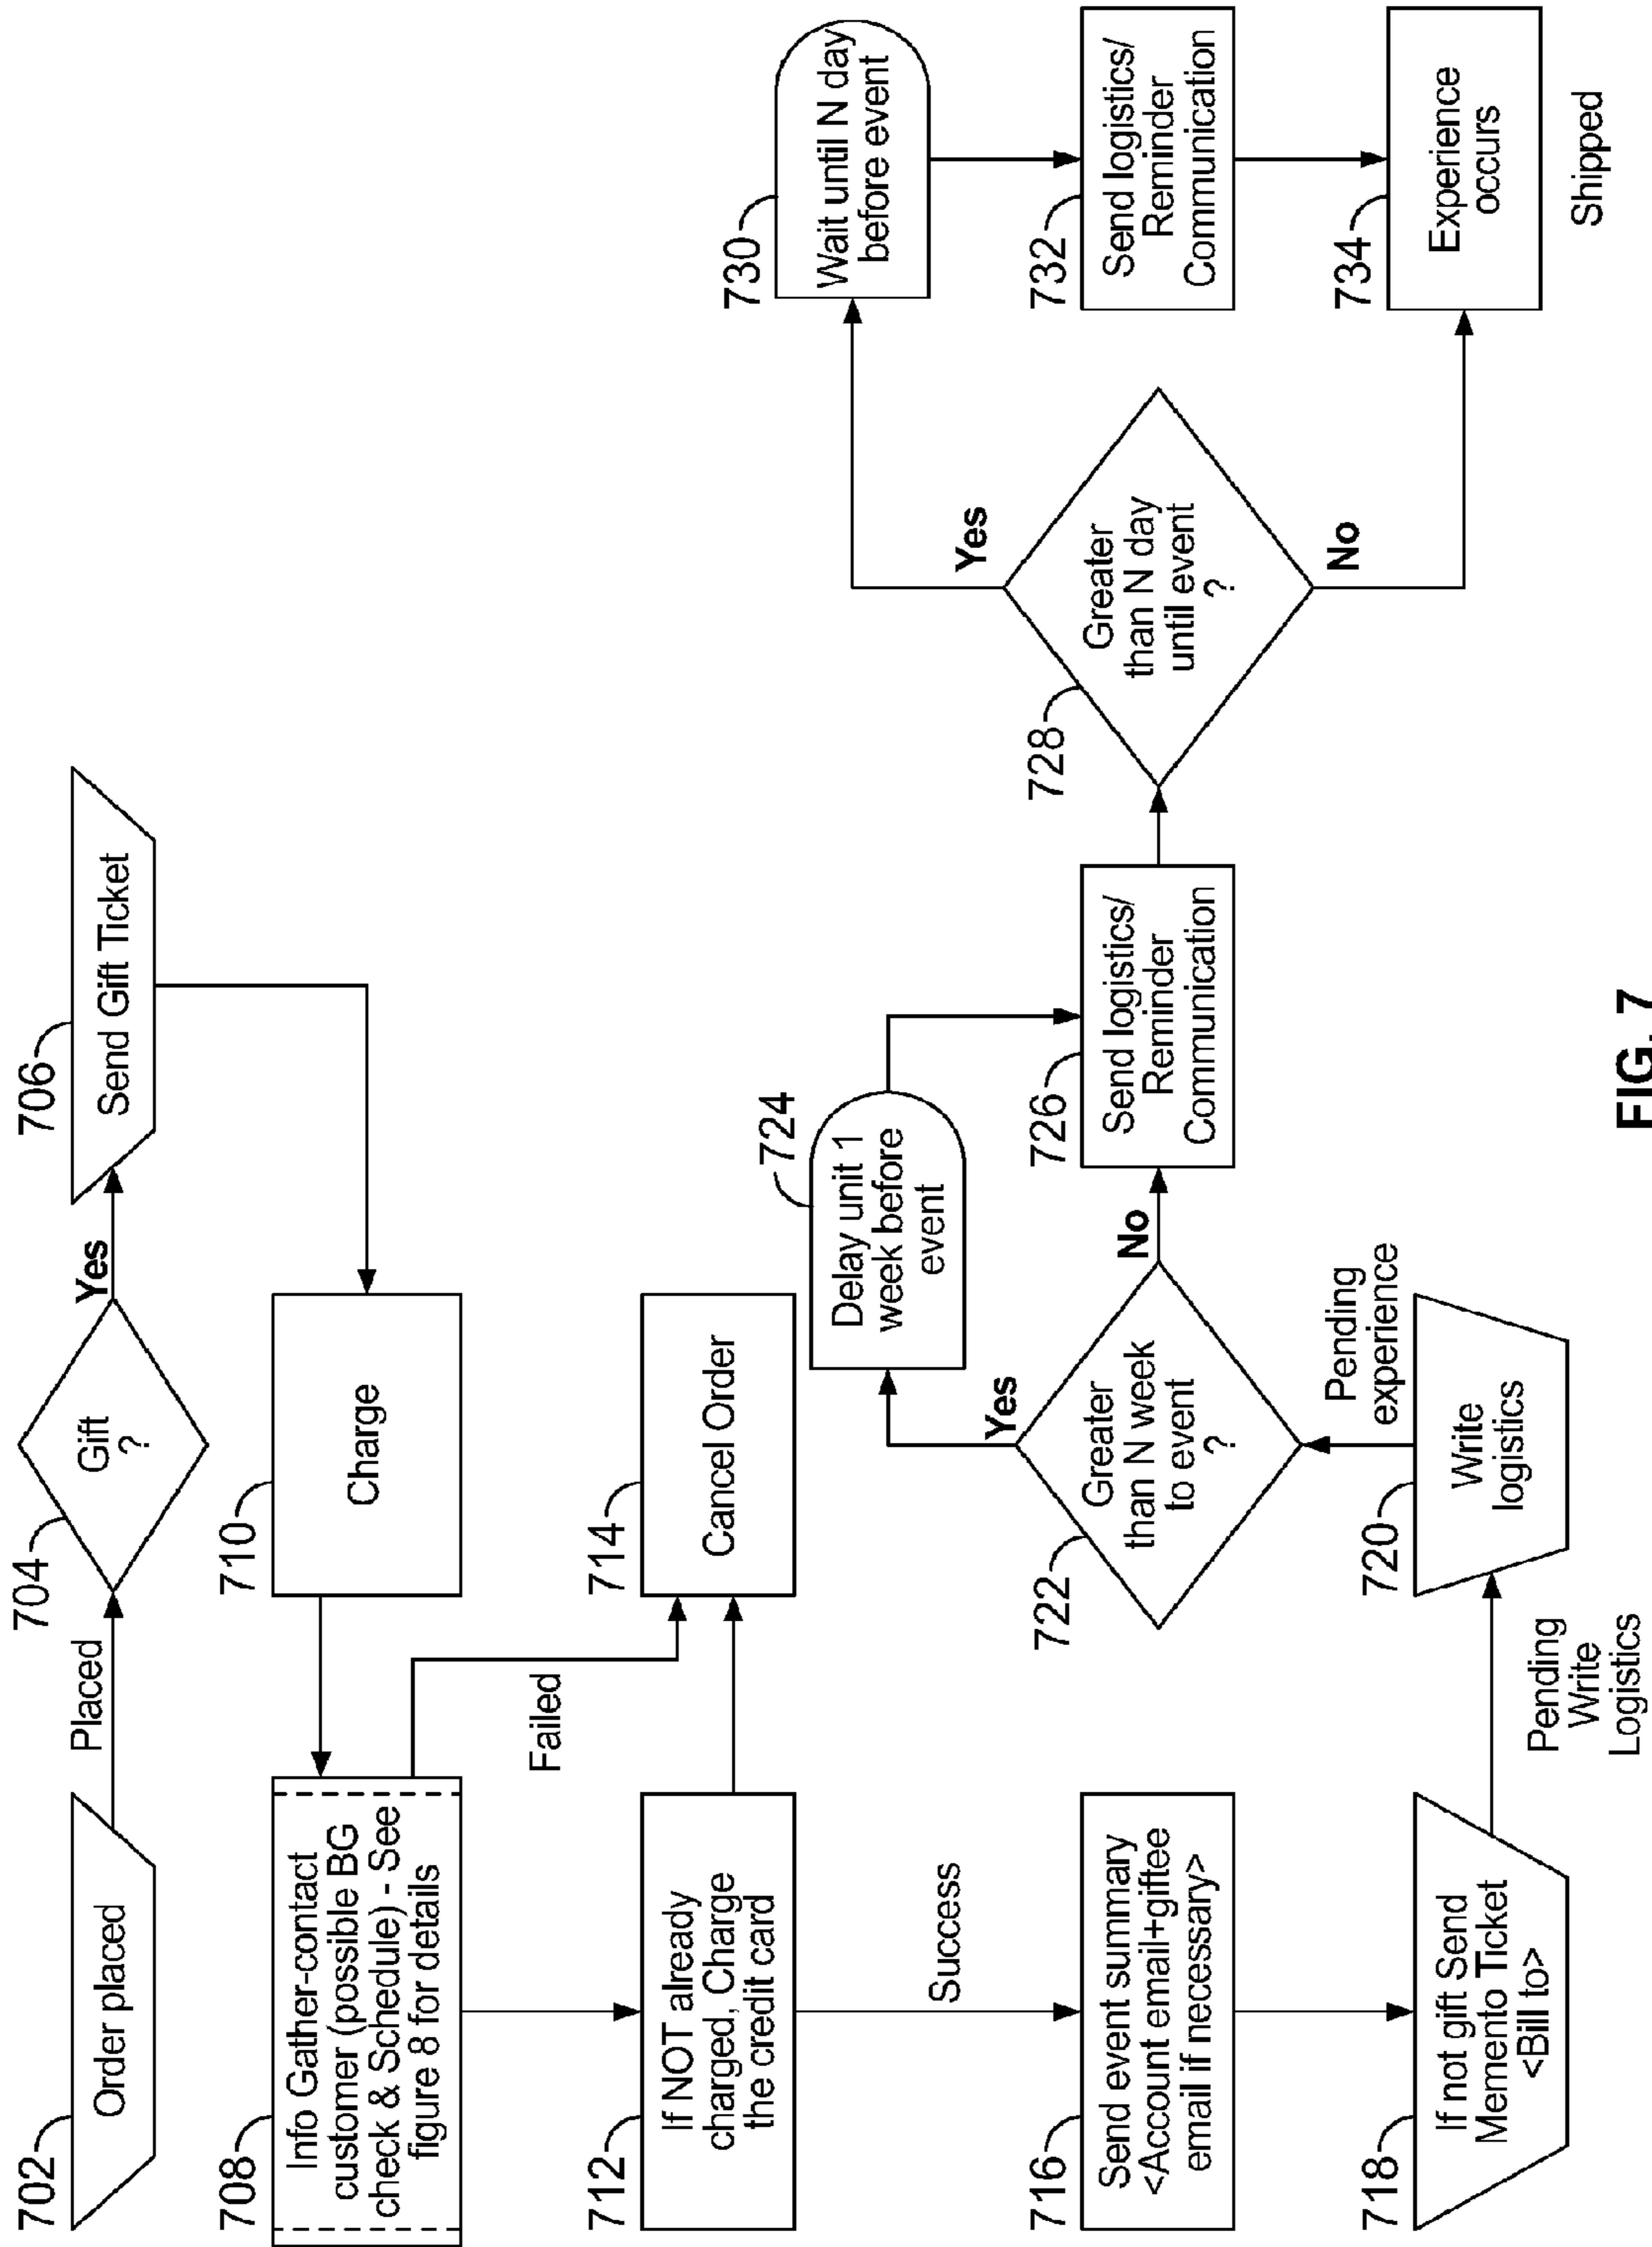 702
Order placed
Placed
704
Gift
?
Yes
706
Send Gift Ticket
708
Info Gather-contact
customer (possible BG
check & Schedule) - See
figure 8 for details
710
Charge
Failed
712
If NOT already
charged, Charge
the credit card
714
Cancel Order
Success
716
Send event summary
<Account email+giftee
email if necessary>
718
If not gift Send
Memento Ticket
<Bill to>
Pending
Write
Logistics
720
Write
logistics
Pending
experience
722
Greater
than N week
to event
?
Yes
No
724
Delay unit 1
week before
event
726
Send logistics/
Reminder
Communication
728
Greater
than N day
until event
?
Yes
No
730
Wait until N day
before event
732
Send logistics/
Reminder
Communication
734
Experience
occurs
Shipped
FIG. 7